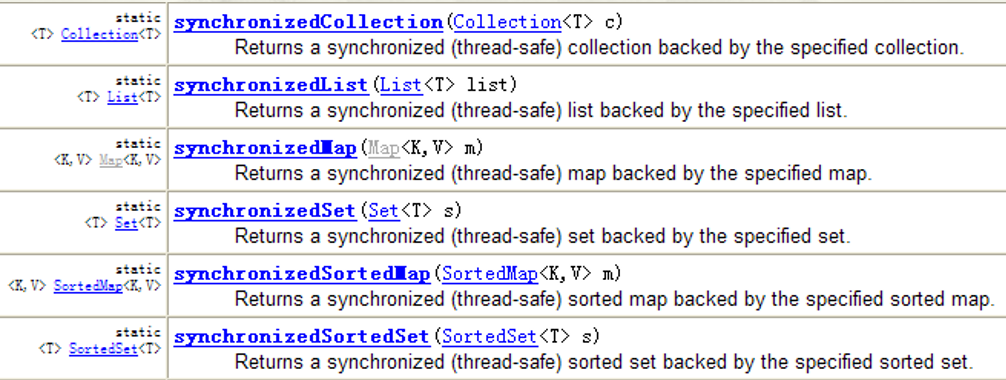 static
<T> Collection<T>
synchronizedCollection(Collection<T> c)
Returns a synchronized (thread-safe) collection backed by the specified collection.
static
<T> List<T>
synchronizedList(List<T> list)
Returns a synchronized (thread-safe) list backed by the specified list.
static
<K,V> Map<K,V>
synchronizedMap(Map<K,V> m)
Returns a synchronized (thread-safe) map backed by the specified map.
static
<T> Set<T>
synchronizedSet(Set<T> s)
Returns a synchronized (thread-safe) set backed by the specified set.
static
<K,V> SortedMap<K,V>
synchronizedSortedMap(SortedMap<K,V> m)
Returns a synchronized (thread-safe) sorted map backed by the specified sorted map.
static
<T> SortedSet<T>
synchronizedSortedSet(SortedSet<T> s)
Returns a synchronized (thread-safe) sorted set backed by the specified sorted set.